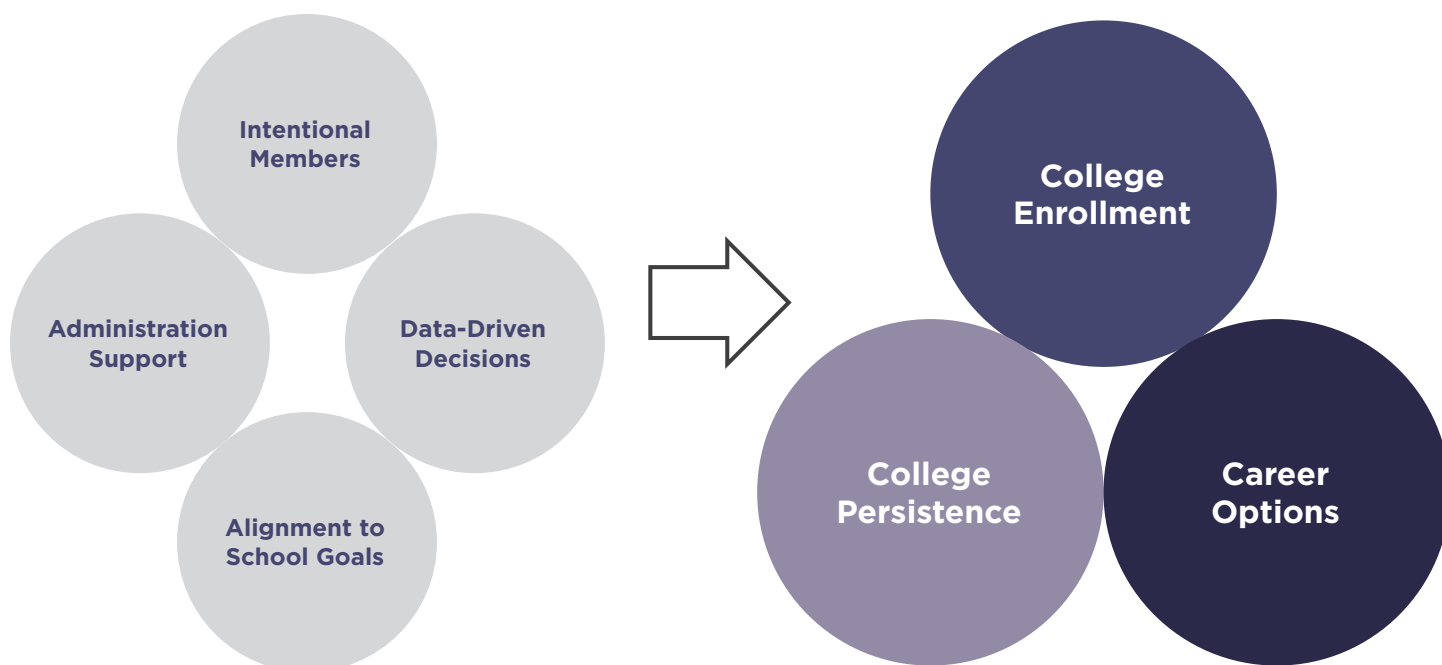 Intentional
Members
Administration
Support
Data-Driven
Decisions
Alignment to
School Goals
College
Enrollment
College
Persistence
Career
Options